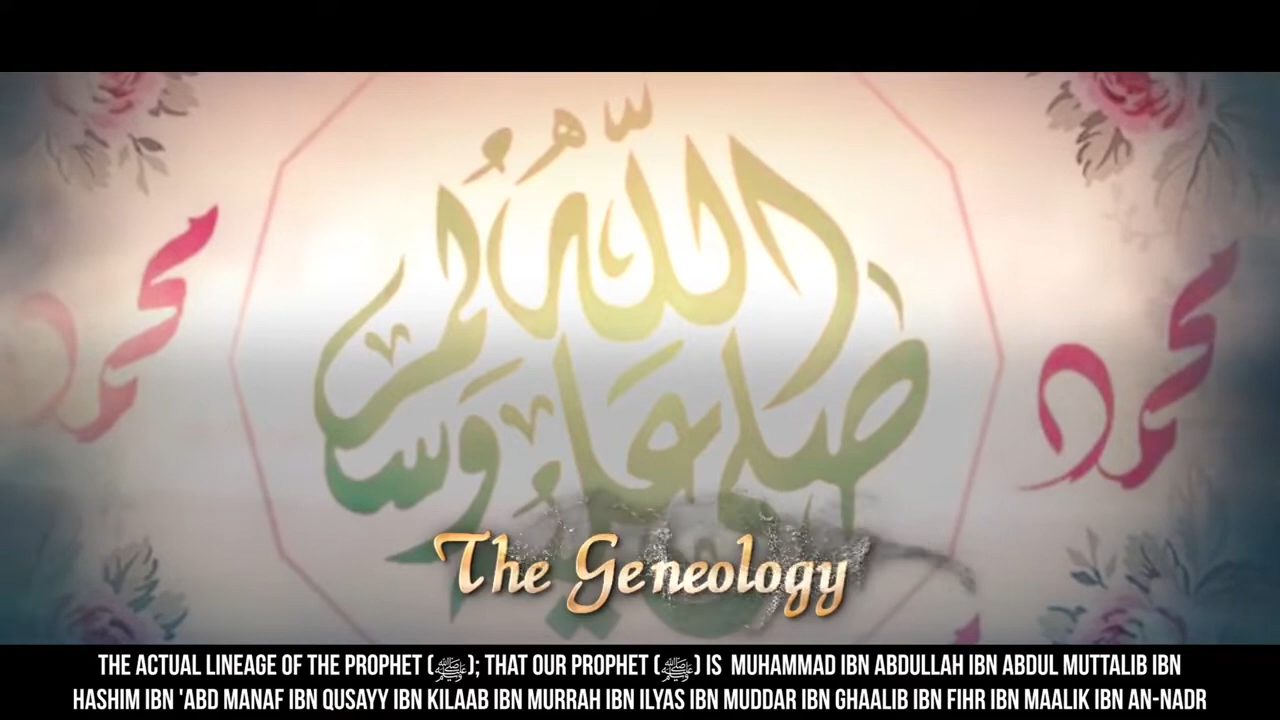 صلى الله عليه وسلم
محمد
محمد
The Geneology
THE ACTUAL LINEAGE OF THE PROPHET (ﷺ); THAT OUR PROPHET (ﷺ) IS MUHAMMAD IBN ABDULLAH IBN ABDUL MUTTALIB IBN
HASHIM IBN 'ABD MANAF IBN QUSAYY IBN KILAAB IBN MURRAH IBN ILYAS IBN MUDDAR IBN GHAALIB IBN FIHR IBN MAALIK IBN AN-NADR